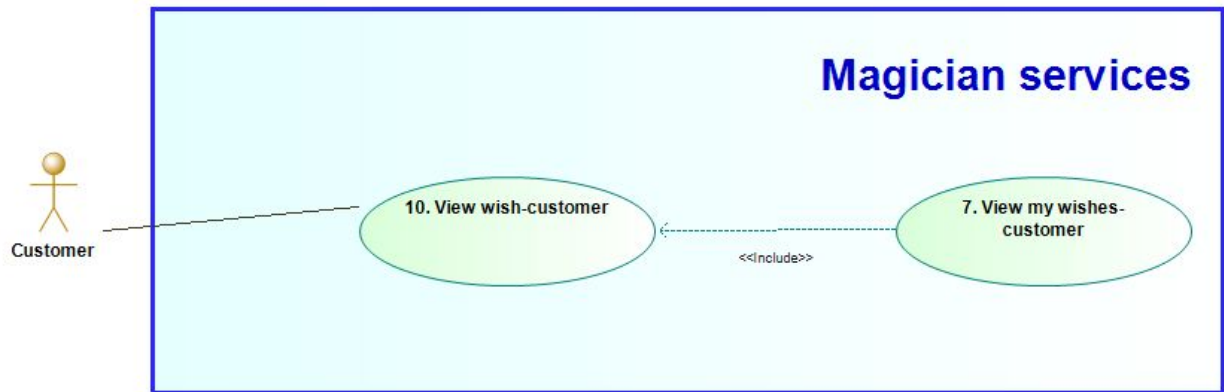 Magician services
Customer
10. View wish-customer
<<Include>>
7. View my wishes-
customer